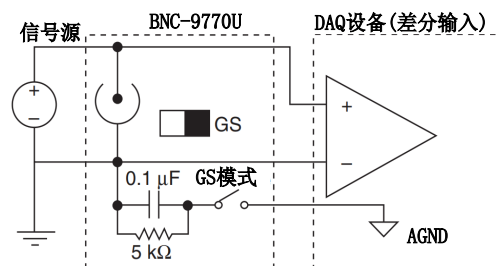 BNC-9770U
DAQ设备(差分输入)
信号源
+
−
GS
+
−
0.1 μF
GS模式
5 kΩ
AGND